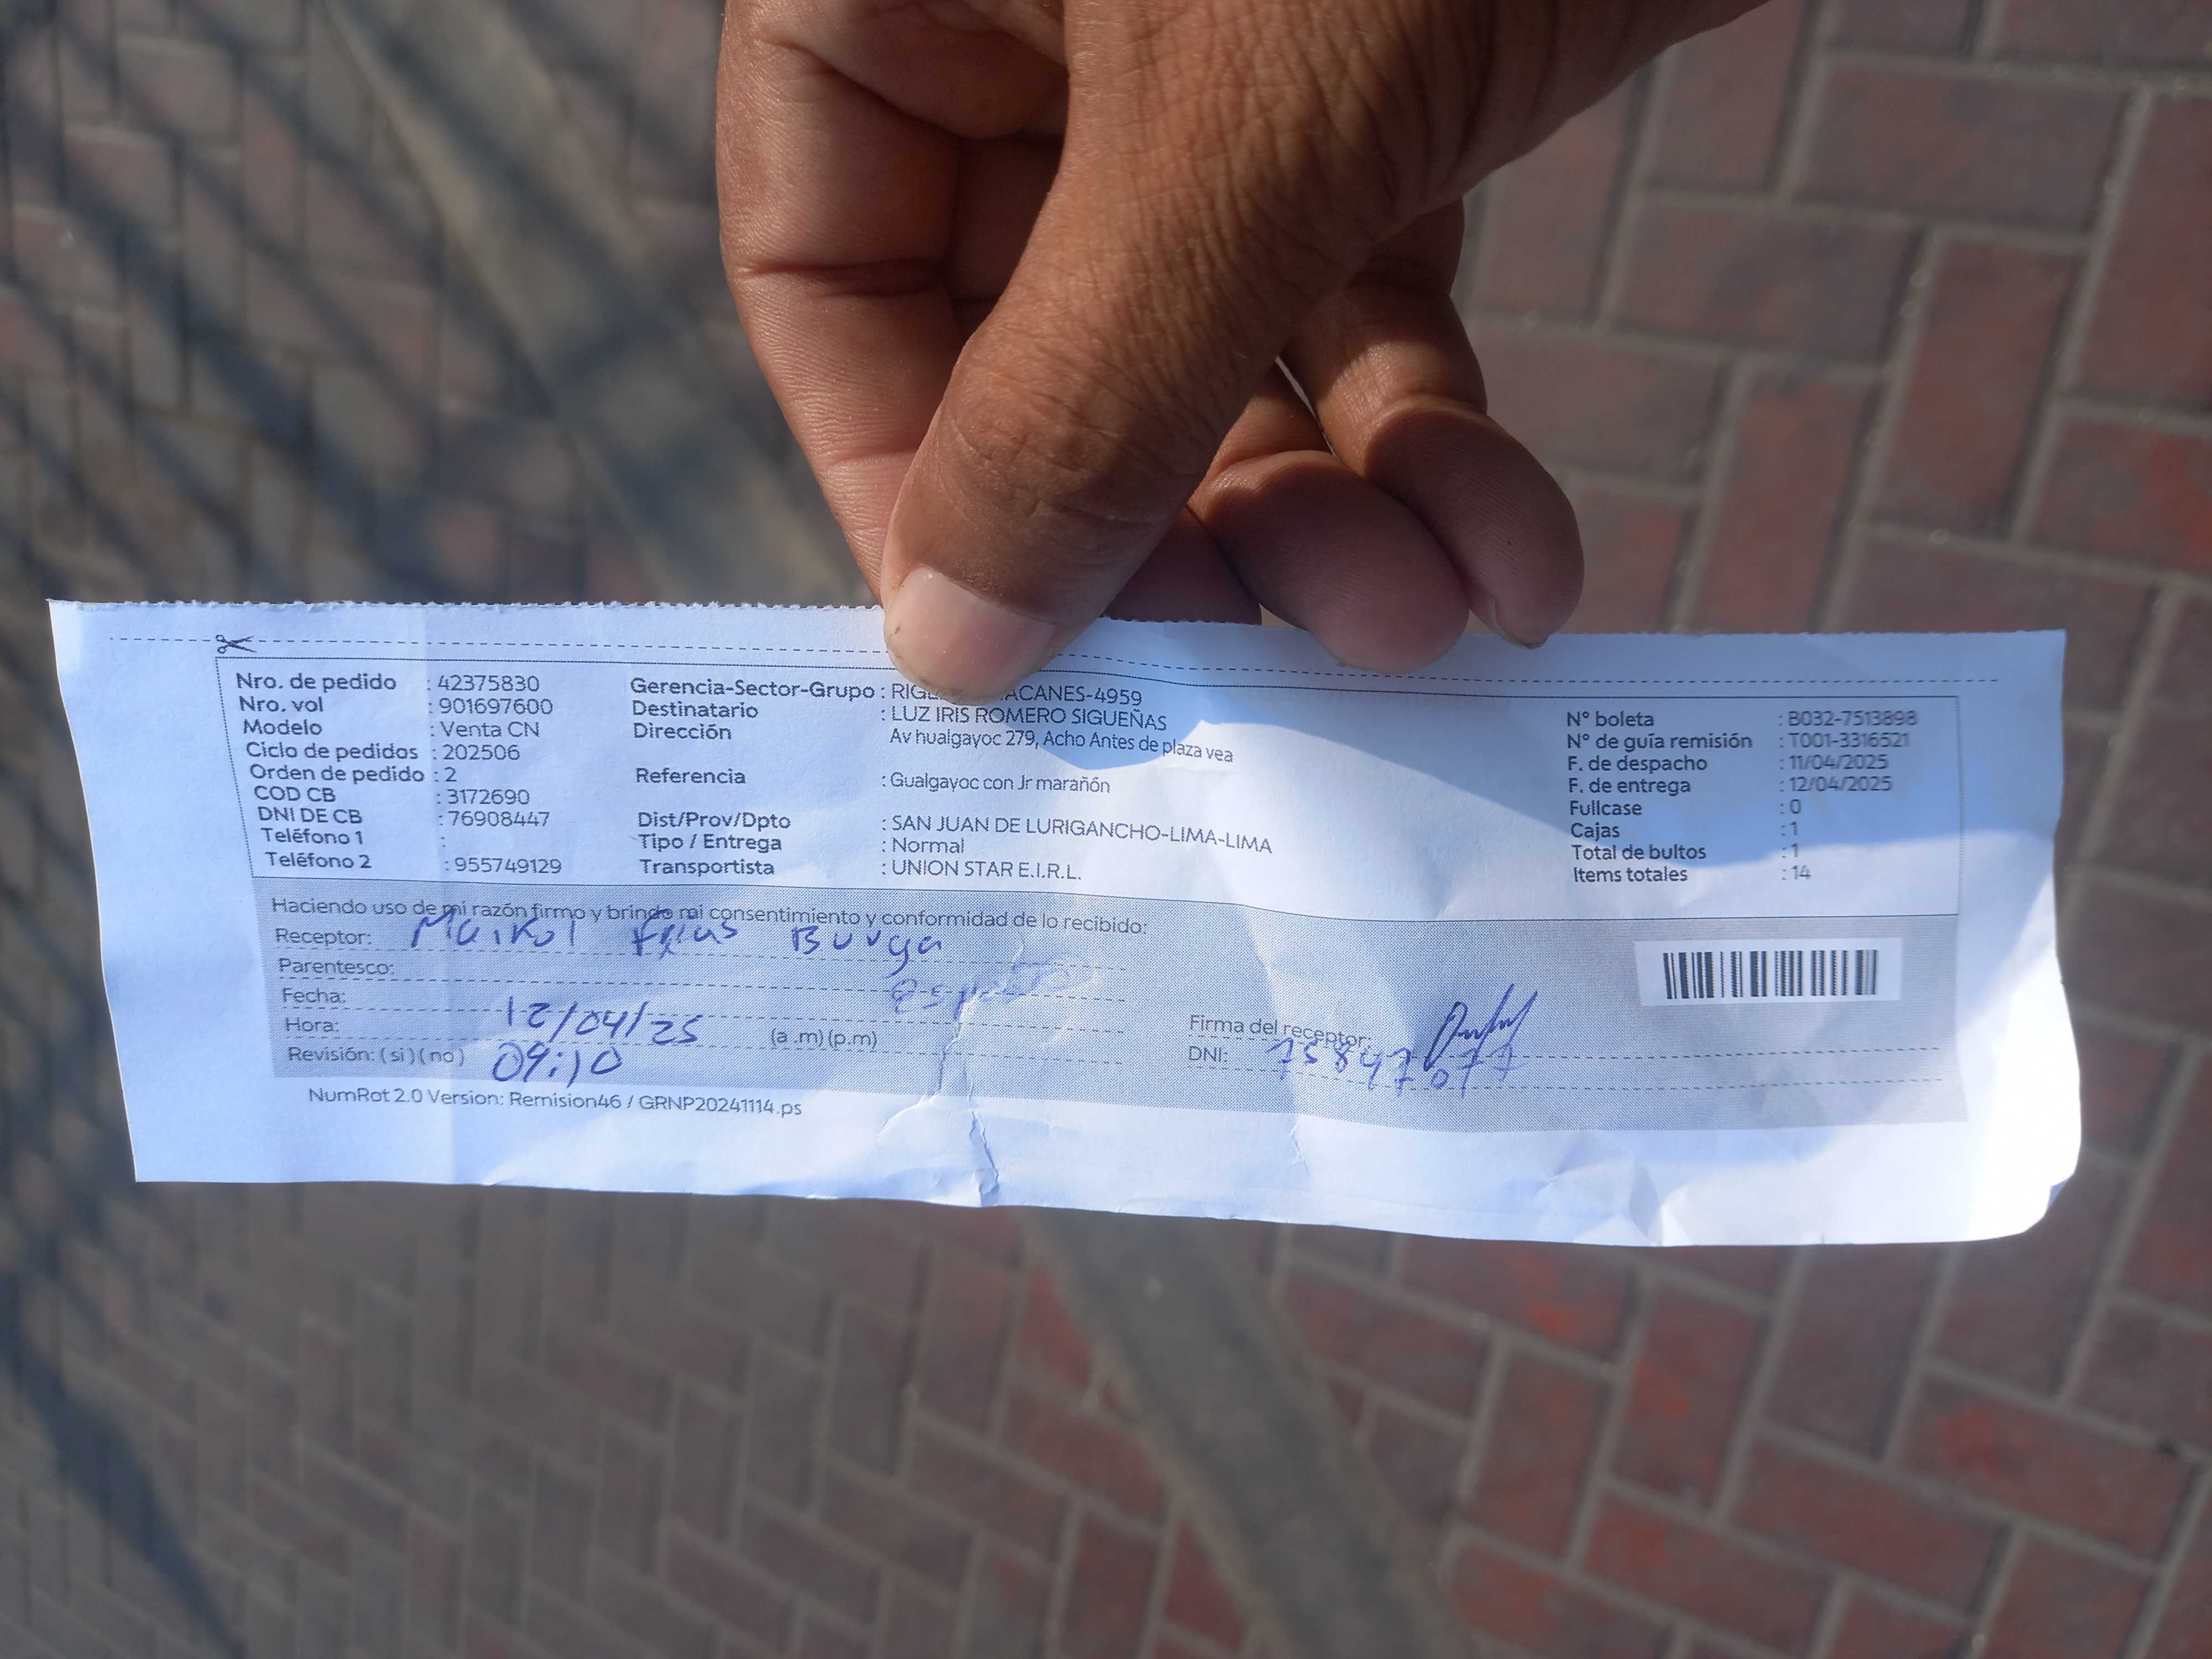 Nro. de pedido : 42375830
Nro. vol : 901697600
Modelo : Venta CN
Ciclo de pedidos : 202506
Orden de pedido : 2
COD CB : 3172690
DNI DE CB : 76908447
Teléfono 1 :
Teléfono 2 : 955749129
Gerencia-Sector-Grupo : ACANES-4959
Destinatario : LUZ IRIS ROMERO SIGUEÑAS
Dirección Av hualgayoc 279, Acho Antes de plaza vea
Referencia : Gualgayoc con Jr marañón
Dist/Prov/Dpto : SAN JUAN DE LURIGANCHO-LIMA-LIMA
Tipo / Entrega : Normal
Transportista : UNION STAR E.I.R.L.
N° boleta : B032-7513898
N° de guía remisión : T001-3316521
F. de despacho : 11/04/2025
F. de entrega : 12/04/2025
Fullcase : 0
Cajas : 1
Total de bultos : 1
Items totales : 14
Haciendo uso de mi razón firmo y brindo mi consentimiento y conformidad de lo recibido:
Receptor: Maikol Frias Burga
Parentesco:
Fecha: 12/04/25
Hora: 09:10 (a .m) (p.m)
Revisión: ( si ) ( no )
Firma del receptor:
DNI: 75847077
NumRot 2.0 Version: Remision46 / GRNP20241114.ps